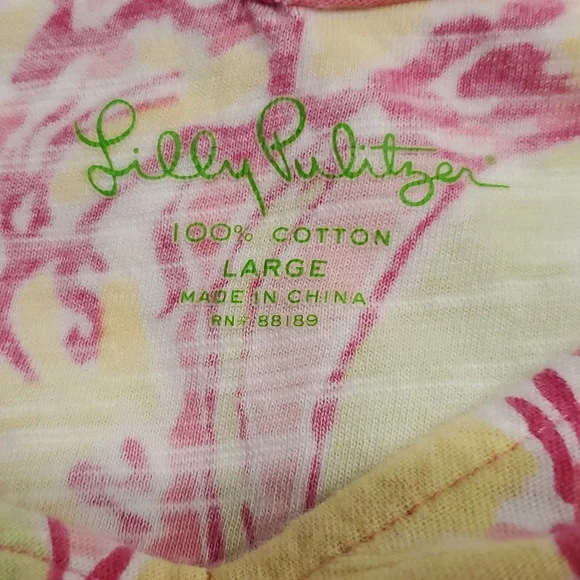 Lilly Pulitzer
100% COTTON
LARGE
MADE IN CHINA
RN# 88189